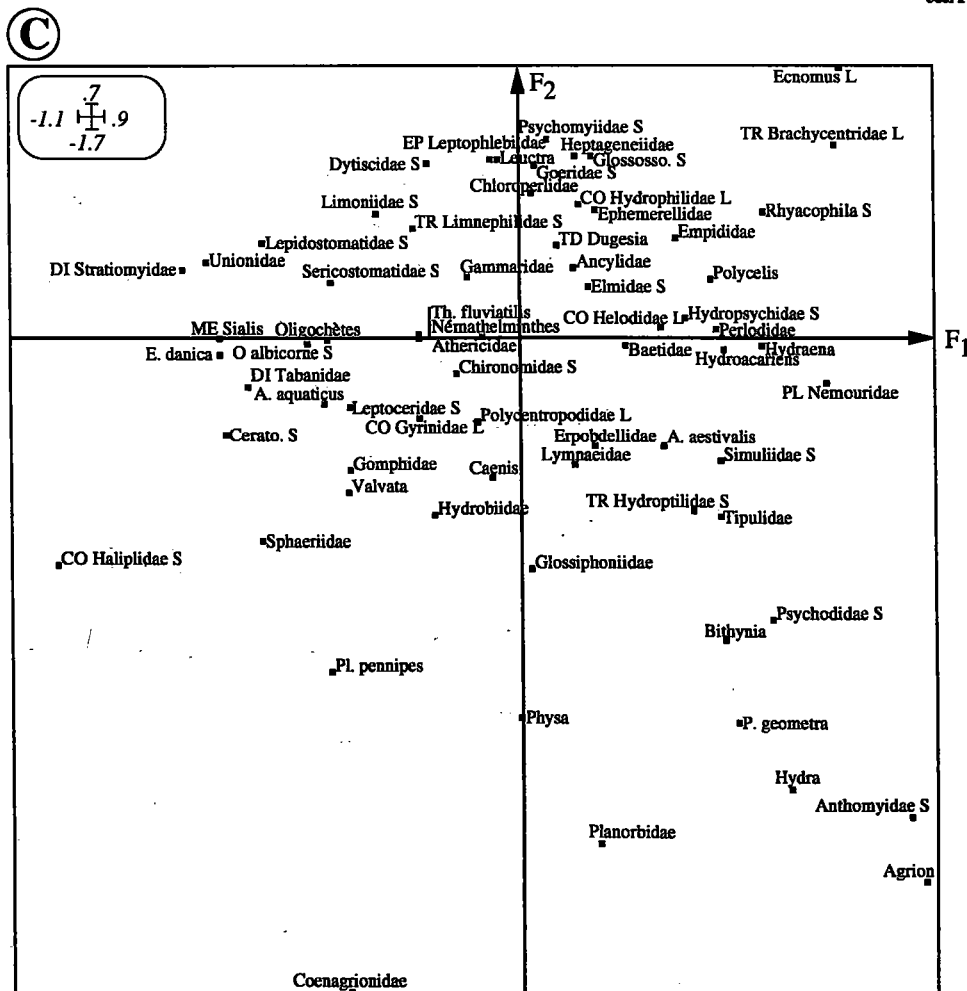 C
F2
.7
-1.1 .9
-1.7
Ecnomus L
Psychomyiidae S
TR Brachycentridae L
EP Leptophlebiidae
Heptageneiidae
Leuctra
Glossosso. S
Dytiscidae S
Goeridae S
Chloroperlidae
CO Hydrophilidae L
Limoniidae S
Ephemerellidae
Rhyacophila S
TR Limnephilidae S
Empididae
Lepidostomatidae S
TD Dugesia
Unionidae
DI Stratiomyidae
Sericostomatidae S
Gammaridae
Ancylidae
Polycelis
Elmidae S
Th. fluviatilis
CO Helodidae L
Hydropsychidae S
ME Sialis
Oligochètes
Némathelminthes
Perlodidae
F1
E. danica
O albicorne S
Athericidae
Baetidae
Hydraena
Hydroacariens
Chironomidae S
DI Tabanidae
A. aquaticus
PL Nemouridae
Leptoceridae S
Polycentropodidae L
CO Gyrinidae L
Cerato. S
Erpobdellidae
A. aestivalis
Lymnaeidae
Simuliidae S
Gomphidae
Caenis
Valvata
TR Hydroptilidae S
Hydrobiidae
Tipulidae
Sphaeriidae
CO Haliplidae S
Glossiphoniidae
Psychodidae S
Bithynia
Pl. pennipes
Physa
P. geometra
Hydra
Anthomyidae S
Planorbidae
Agrion
Coenagrionidae